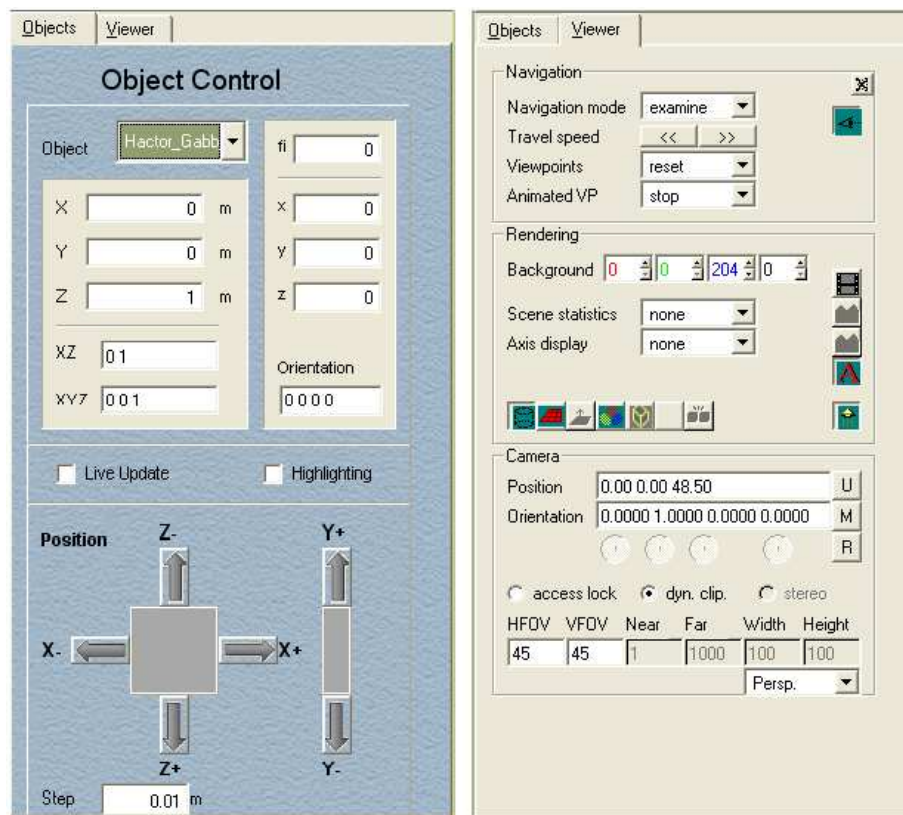 Objects Viewer
Object Control
Object Hactor_Gabb
X 0 m
Y 0 m
Z 1 m
XZ 0 1
XYZ 0 0 1
fi 0
x 0
y 0
z 0
Orientation
0 0 0 0
Live Update Highlighting
Position
Z-
Y+
X- X+
Z+
Y-
Step 0.01 m
Objects Viewer
Navigation
Navigation mode examine
Travel speed << >>
Viewpoints reset
Animated VP stop
Rendering
Background 0 0 204 0
Scene statistics none
Axis display none
Camera
Position 0.00 0.00 48.50 U
Orientation 0.0000 1.0000 0.0000 0.0000 M
R
access lock dyn. clip. stereo
HFOV VFOV Near Far Width Height
45 45 1 1000 100 100
Persp.